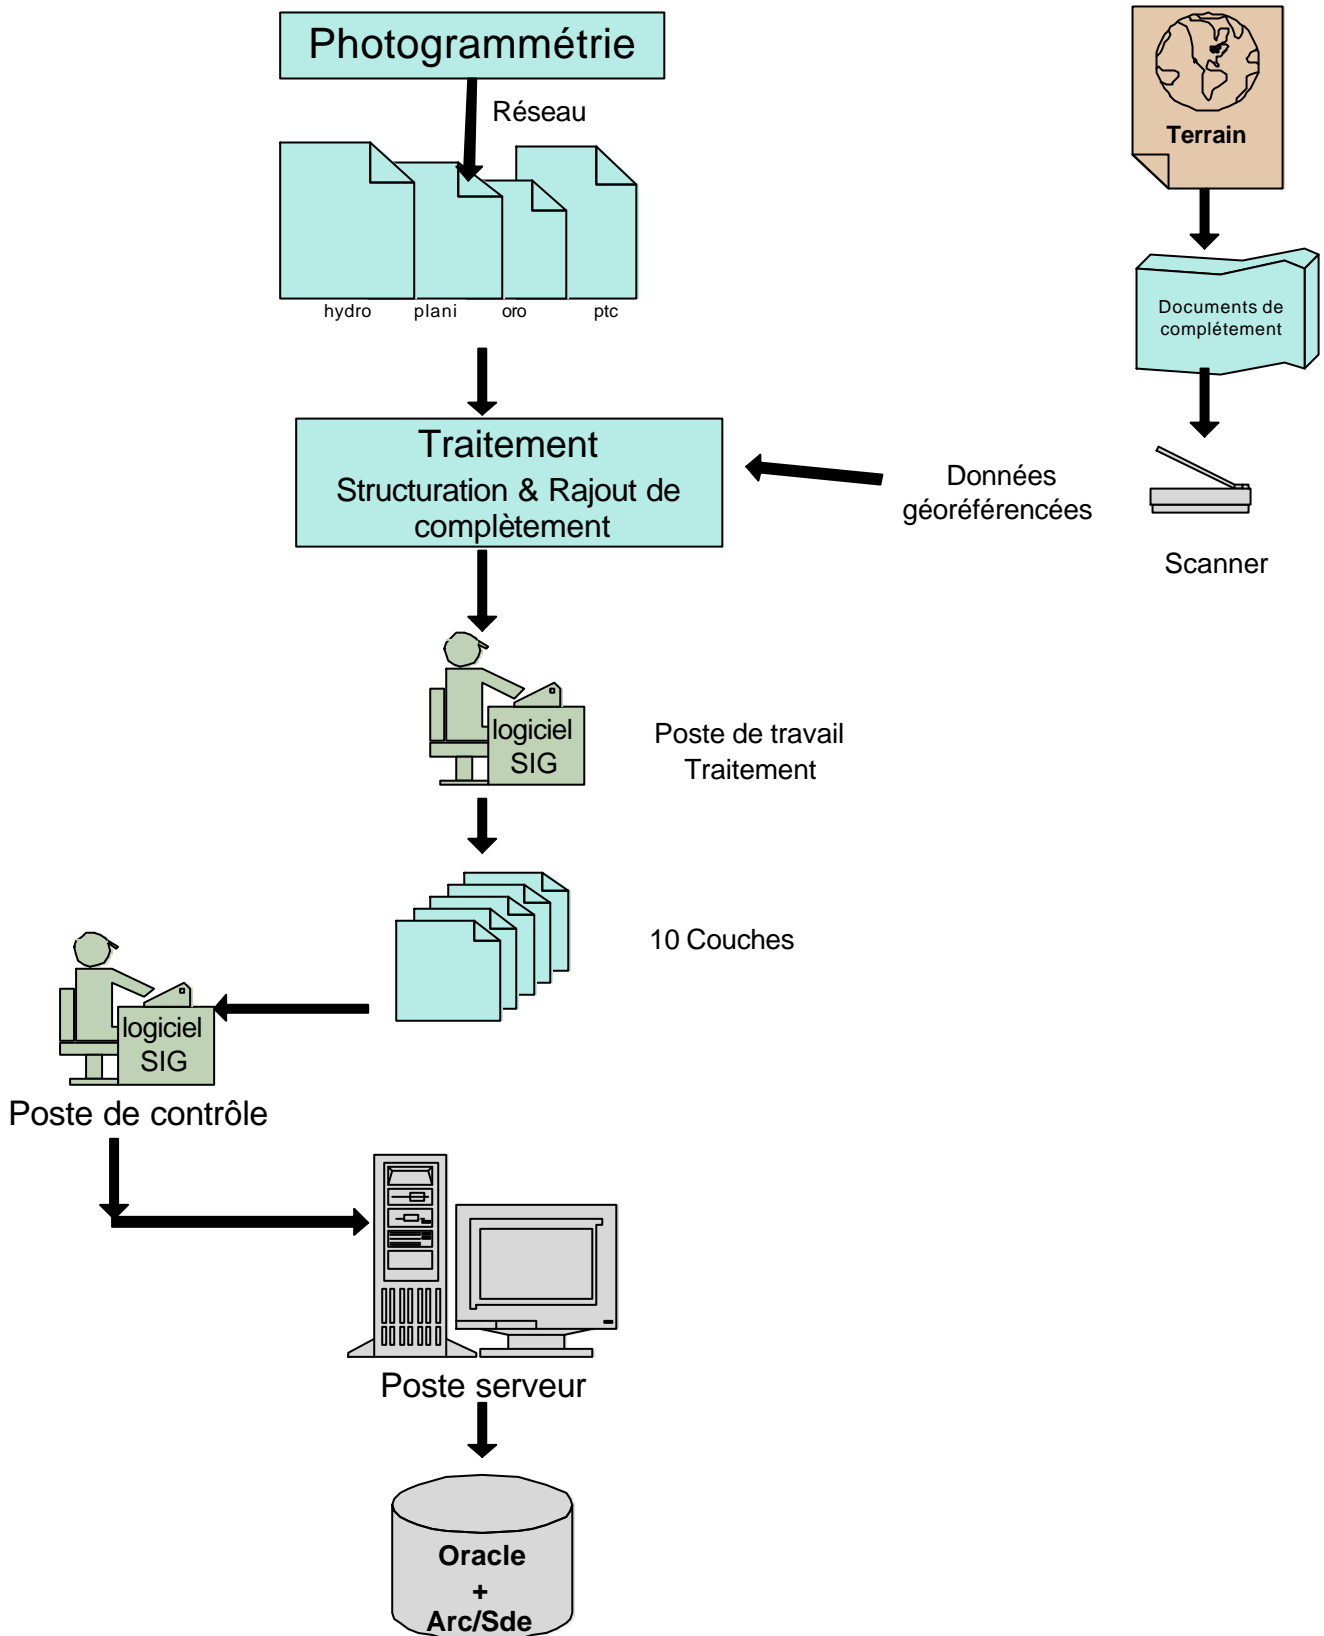 Photogrammétrie
Réseau
Terrain
hydro plani oro ptc
Documents de
complétement
Traitement
Structuration & Rajout de
complètement
Données
géoréférencées
Scanner
logiciel
SIG
Poste de travail
Traitement
10 Couches
logiciel
SIG
Poste de contrôle
Poste serveur
Oracle
+
Arc/Sde